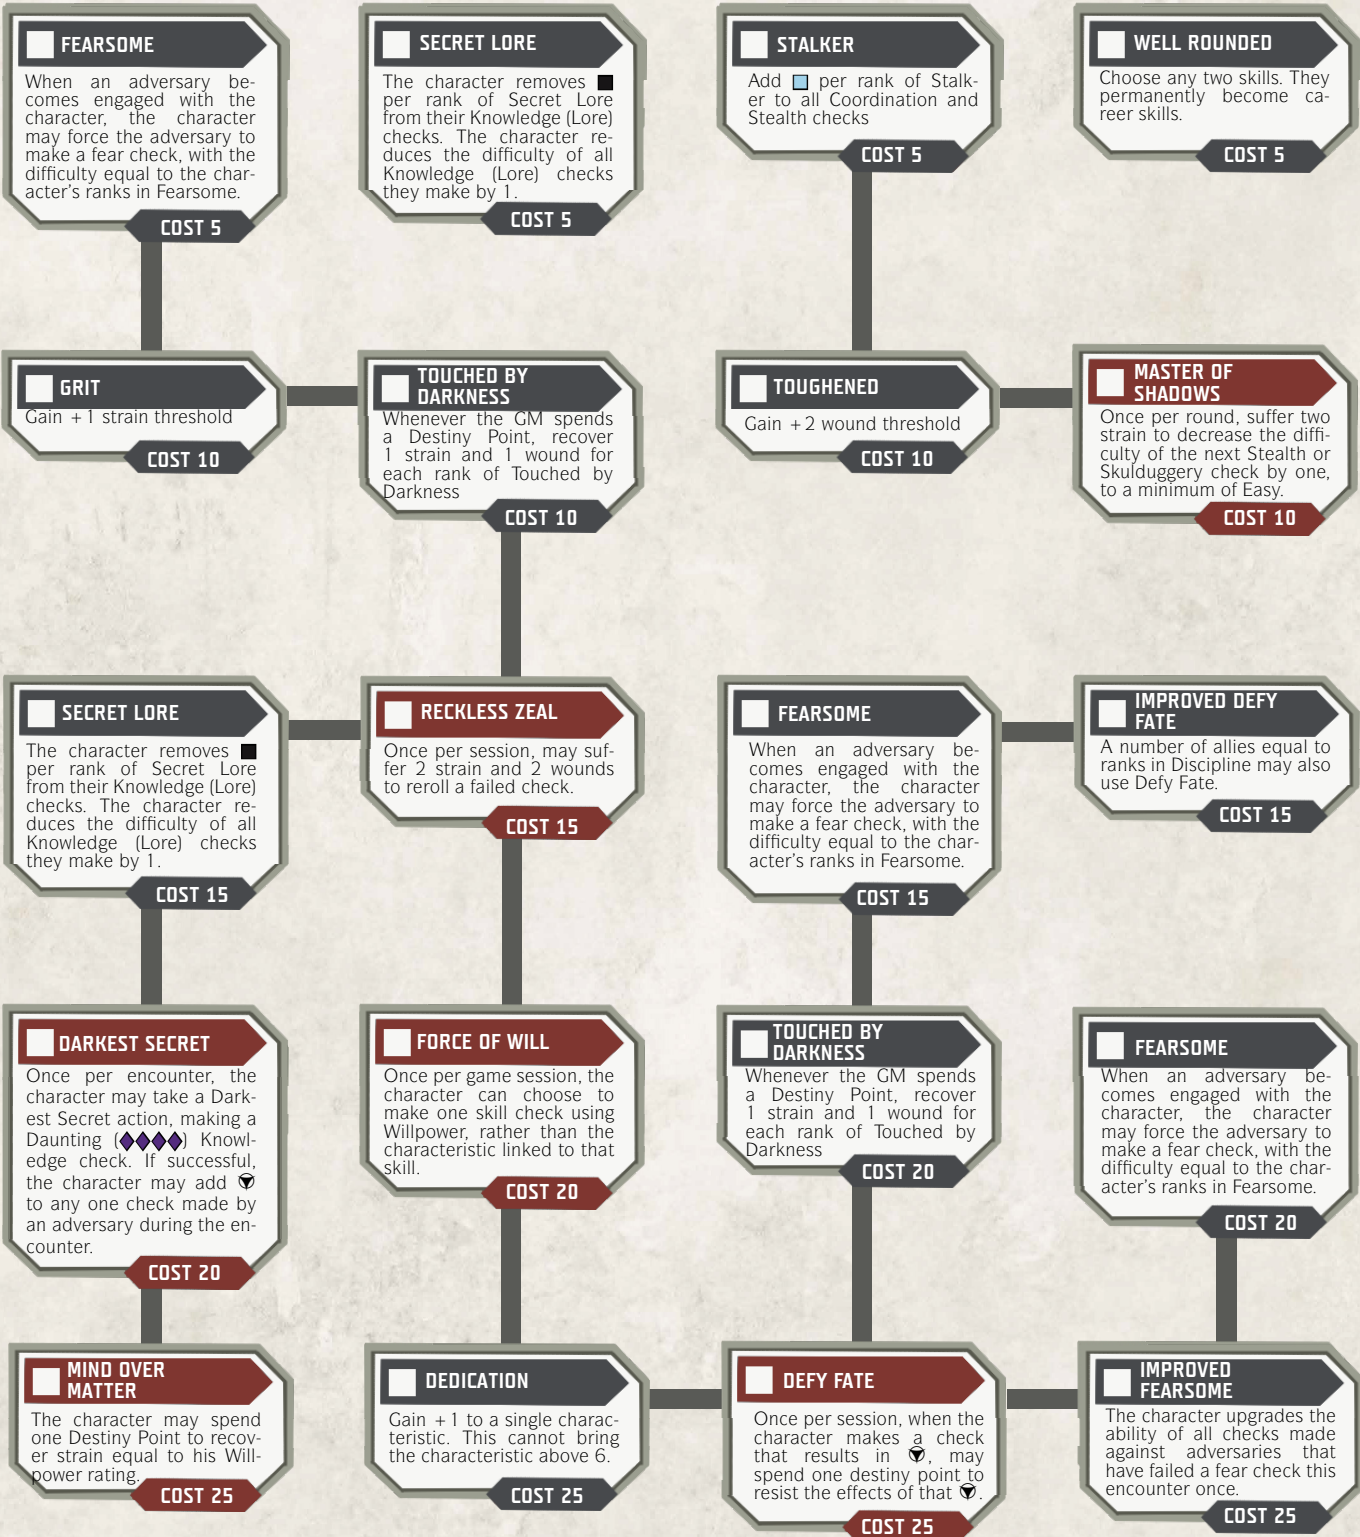 FEARSOME
When an adversary be-
comes engaged with the
character, the character
may force the adversary to
make a fear check, with the
difficulty equal to the char-
acter's ranks in Fearsome.
COST 5
SECRET LORE
The character removes
per rank of Secret Lore
from their Knowledge (Lore)
checks. The character re-
duces the difficulty of all
Knowledge (Lore) checks
they make by 1.
COST 5
STALKER
Add per rank of Stalk-
er to all Coordination and
Stealth checks
COST 5
WELL ROUNDED
Choose any two skills. They
permanently become ca-
reer skills.
COST 5
GRIT
Gain +1 strain threshold
COST 10
TOUCHED BY
DARKNESS
Whenever the GM spends
a Destiny Point, recover
1 strain and 1 wound for
each rank of Touched by
Darkness
COST 10
TOUGHENED
Gain +2 wound threshold
COST 10
MASTER OF
SHADOWS
Once per round, suffer two
strain to decrease the diffi-
culty of the next Stealth or
Skulduggery check by one,
to a minimum of Easy.
COST 10
SECRET LORE
The character removes
per rank of Secret Lore
from their Knowledge (Lore)
checks. The character re-
duces the difficulty of all
Knowledge (Lore) checks
they make by 1.
COST 15
RECKLESS ZEAL
Once per session, may suf-
fer 2 strain and 2 wounds
to reroll a failed check.
COST 15
FEARSOME
When an adversary be-
comes engaged with the
character, the character
may force the adversary to
make a fear check, with the
difficulty equal to the char-
acter's ranks in Fearsome.
COST 15
IMPROVED DEFY
FATE
A number of allies equal to
ranks in Discipline may also
use Defy Fate.
COST 15
DARKEST SECRET
Once per encounter, the
character may take a Dark-
est Secret action, making a
Daunting (◆◆◆◆) Knowl-
edge check. If successful,
the character may add
to any one check made by
an adversary during the en-
counter.
COST 20
FORCE OF WILL
Once per game session, the
character can choose to
make one skill check using
Willpower, rather than the
characteristic linked to that
skill.
COST 20
TOUCHED BY
DARKNESS
Whenever the GM spends
a Destiny Point, recover
1 strain and 1 wound for
each rank of Touched by
Darkness
COST 20
FEARSOME
When an adversary be-
comes engaged with the
character, the character
may force the adversary to
make a fear check, with the
difficulty equal to the char-
acter's ranks in Fearsome.
COST 20
MIND OVER
MATTER
The character may spend
one Destiny Point to recov-
er strain equal to his Will-
power rating.
COST 25
DEDICATION
Gain +1 to a single charac-
teristic. This cannot bring
the characteristic above 6.
COST 25
DEFY FATE
Once per session, when the
character makes a check
that results in , may
spend one destiny point to
resist the effects of that .
COST 25
IMPROVED
FEARSOME
The character upgrades the
ability of all checks made
against adversaries that
have failed a fear check this
encounter once.
COST 25